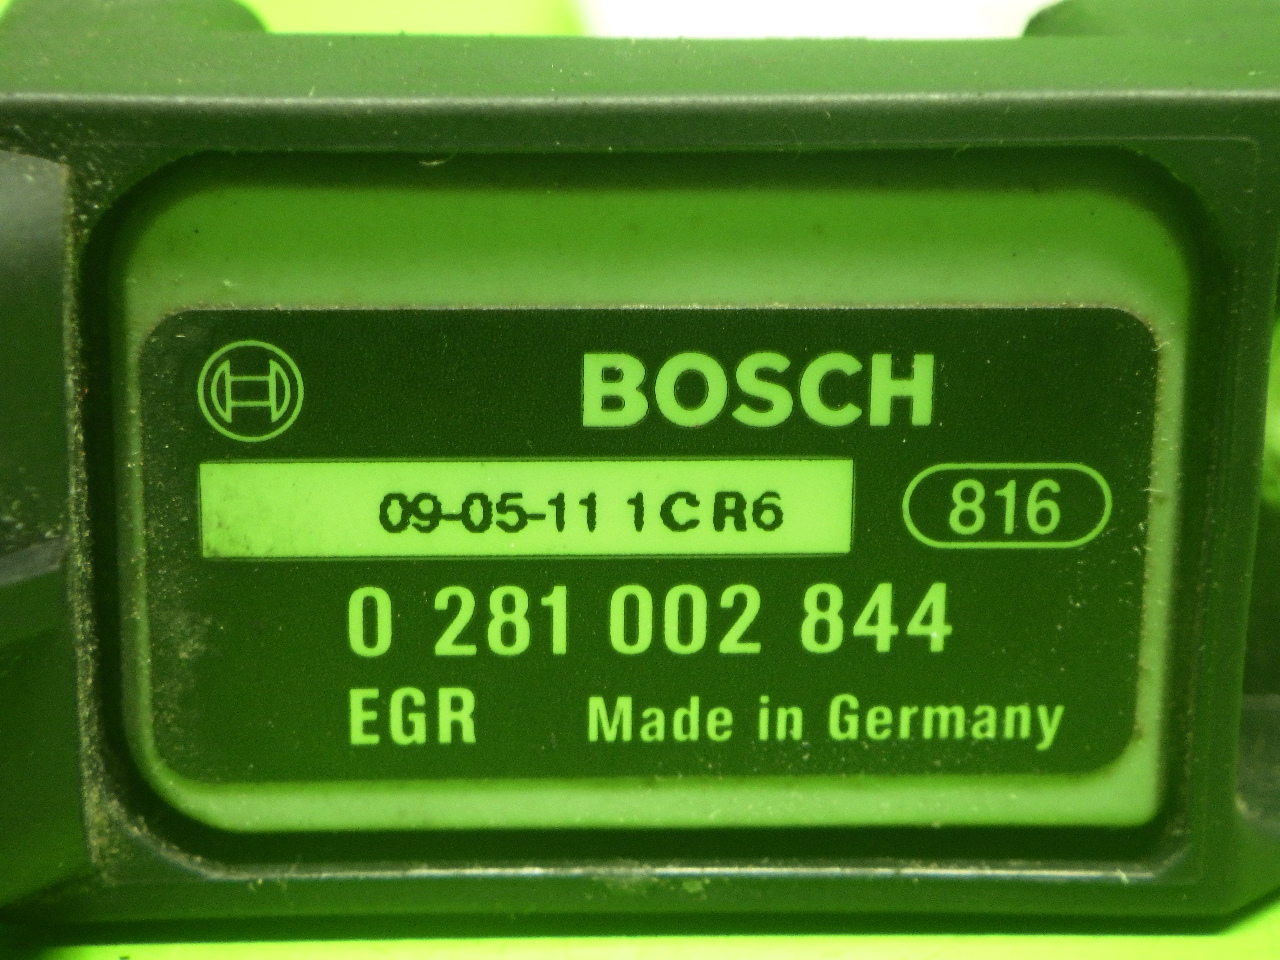 BOSCH
09-05-11 1CR6 816
0 281 002 844
EGR Made in Germany